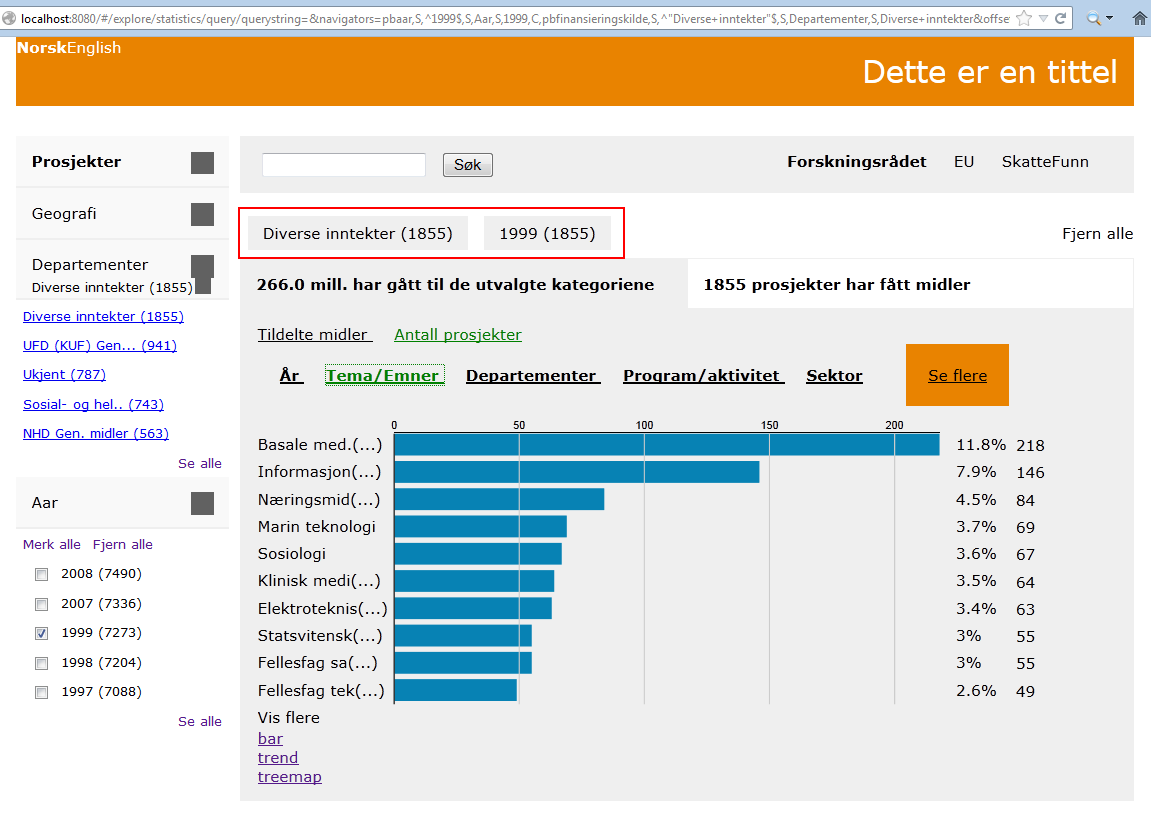 localhost:8080/#/explore/statistics/query/querystring=&navigators=pbaar,S,^1999$,S,Aar,S,1999,C,pbfinansieringskilde,S,^"Diverse+inntekter"$,S,Departementer,S,Diverse+inntekter&offse
NorskEnglish
Dette er en tittel
Prosjekter
Geografi
Departementer
Diverse inntekter (1855)
Diverse inntekter (1855)
UFD (KUF) Gen... (941)
Ukjent (787)
Sosial- og hel.. (743)
NHD Gen. midler (563)
Se alle
Aar
Merk alle Fjern alle
2008 (7490)
2007 (7336)
1999 (7273)
1998 (7204)
1997 (7088)
Se alle
Søk
Forskningsrådet EU SkatteFunn
Diverse inntekter (1855) 1999 (1855) Fjern alle
266.0 mill. har gått til de utvalgte kategoriene 1855 prosjekter har fått midler
Tildelte midler Antall prosjekter
År Tema/Emner Departementer Program/aktivitet Sektor Se flere
0 50 100 150 200
Basale med.(...) 11.8% 218
Informasjon(...) 7.9% 146
Næringsmid(...) 4.5% 84
Marin teknologi 3.7% 69
Sosiologi 3.6% 67
Klinisk medi(...) 3.5% 64
Elektroteknis(...) 3.4% 63
Statsvitensk(...) 3% 55
Fellesfag sa(...) 3% 55
Fellesfag tek(...) 2.6% 49
Vis flere
bar
trend
treemap